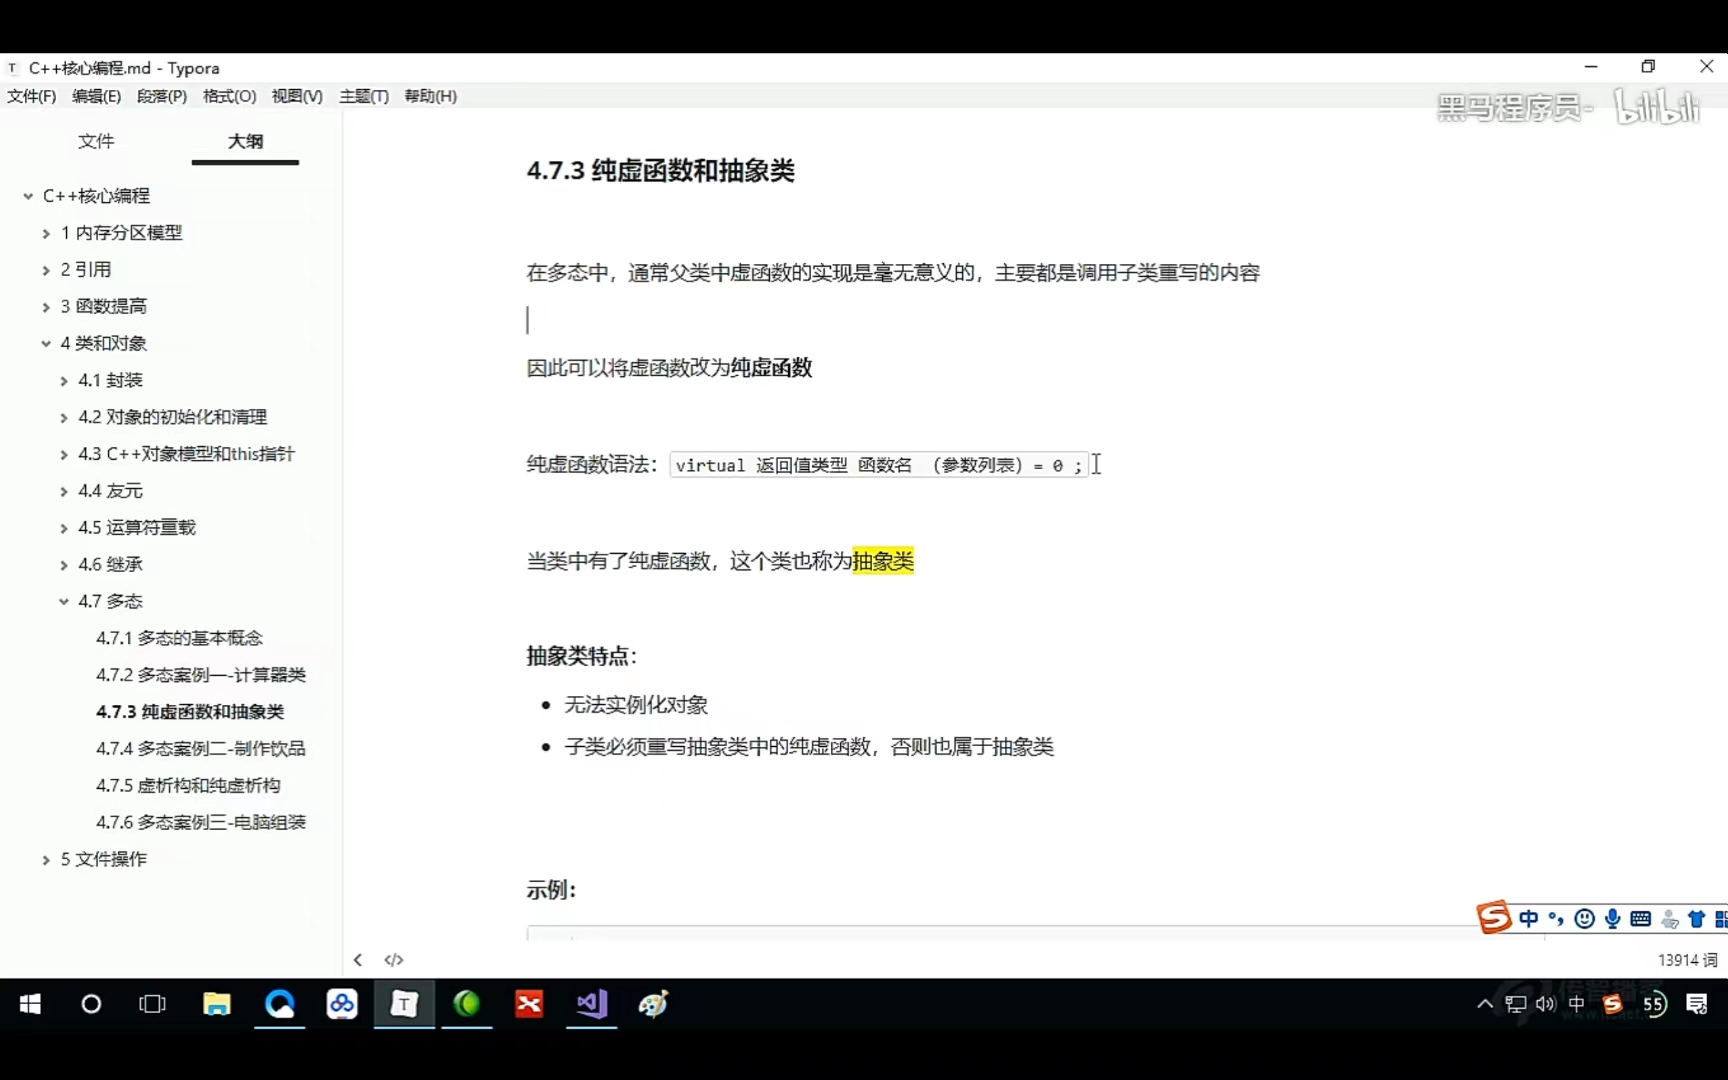 C++核心编程.md - Typora
文件(F) 编辑(E) 段落(P) 格式(O) 视图(V) 主题(T) 帮助(H)
黑马程序员- bilibili
文件 大纲
C++核心编程
1 内存分区模型
2 引用
3 函数提高
4 类和对象
4.1 封装
4.2 对象的初始化和清理
4.3 C++对象模型和this指针
4.4 友元
4.5 运算符重载
4.6 继承
4.7 多态
4.7.1 多态的基本概念
4.7.2 多态案例一-计算器类
4.7.3 纯虚函数和抽象类
4.7.4 多态案例二-制作饮品
4.7.5 虚析构和纯虚析构
4.7.6 多态案例三-电脑组装
5 文件操作
4.7.3 纯虚函数和抽象类
在多态中，通常父类中虚函数的实现是毫无意义的，主要都是调用子类重写的内容
因此可以将虚函数改为纯虚函数
纯虚函数语法：virtual 返回值类型 函数名 （参数列表）= 0 ;
当类中有了纯虚函数，这个类也称为抽象类
抽象类特点：
无法实例化对象
子类必须重写抽象类中的纯虚函数，否则也属于抽象类
示例：
中
</>
13914 词
中
55